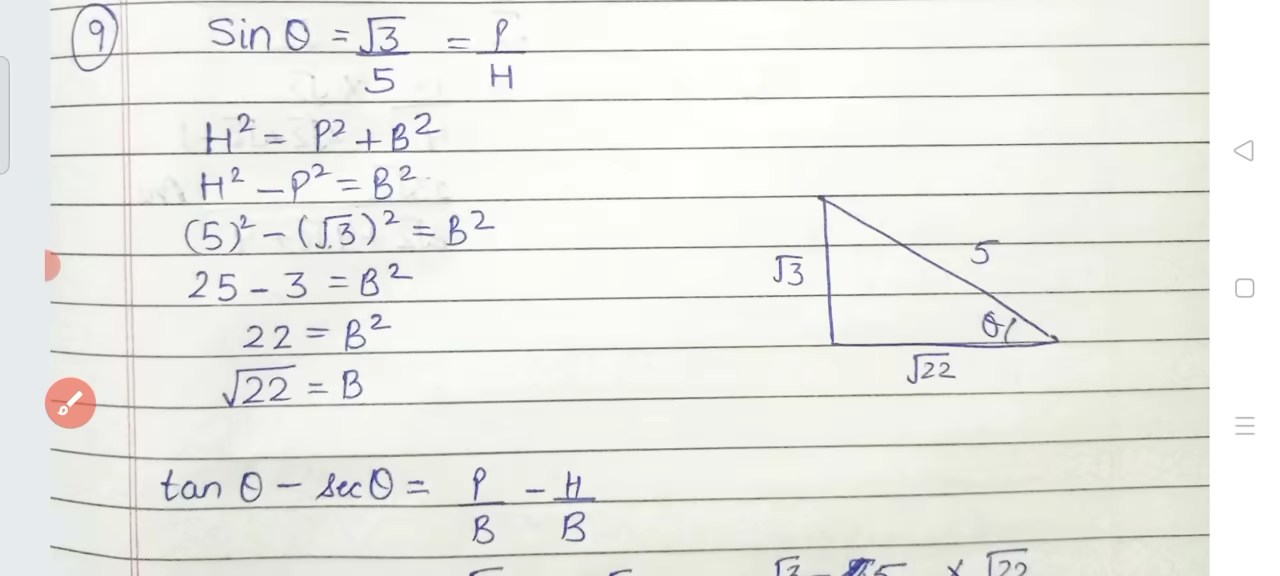 9 Sin θ = √3/5 = P/H
H² = P² + B²
H² - P² = B²
(5)² - (√3)² = B²
25 - 3 = B²
22 = B²
√22 = B
√3
5
θ
√22
tan θ - sec θ = P/B - H/B